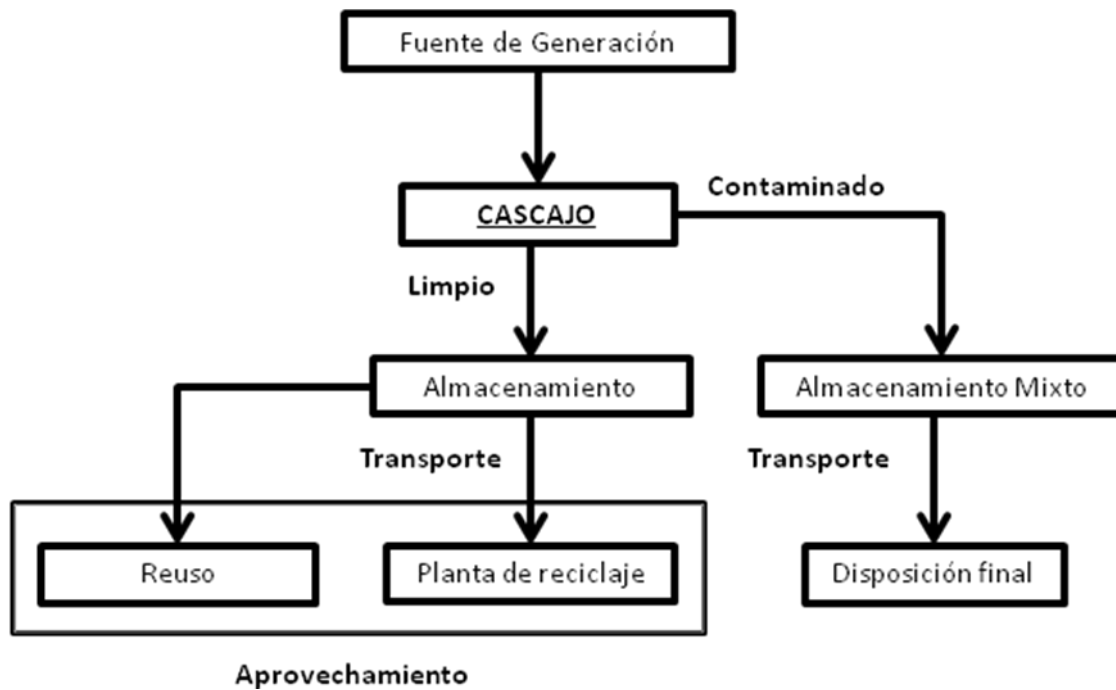 Fuente de Generación
Contaminado
CASCAJO
Limpio
Almacenamiento
Almacenamiento Mixto
Transporte
Transporte
Reuso
Planta de reciclaje
Disposición final
Aprovechamiento